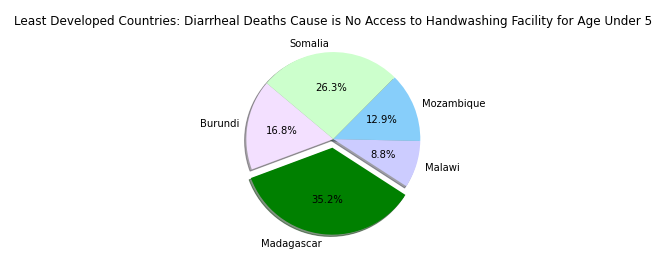 Least Developed Countries: Diarrheal Deaths Cause is No Access to Handwashing Facility for Age Under 5
Somalia
26.3%
Mozambique
12.9%
Burundi
16.8%
Malawi
8.8%
35.2%
Madagascar